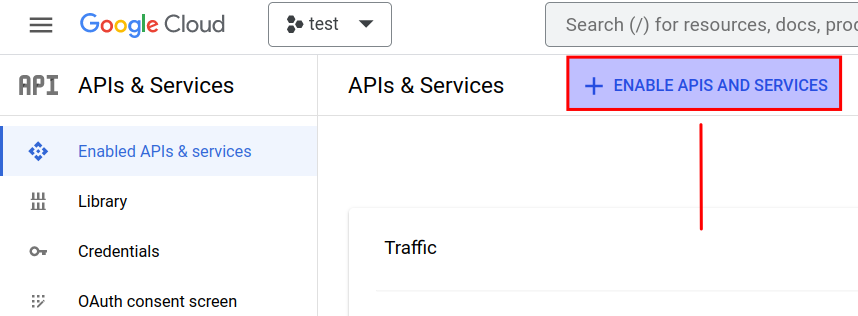 Google Cloud
test
Search (/) for resources, docs, proc
API
APIs & Services
APIs & Services
ENABLE APIS AND SERVICES
Enabled APIs & services
Library
Credentials
OAuth consent screen
Traffic